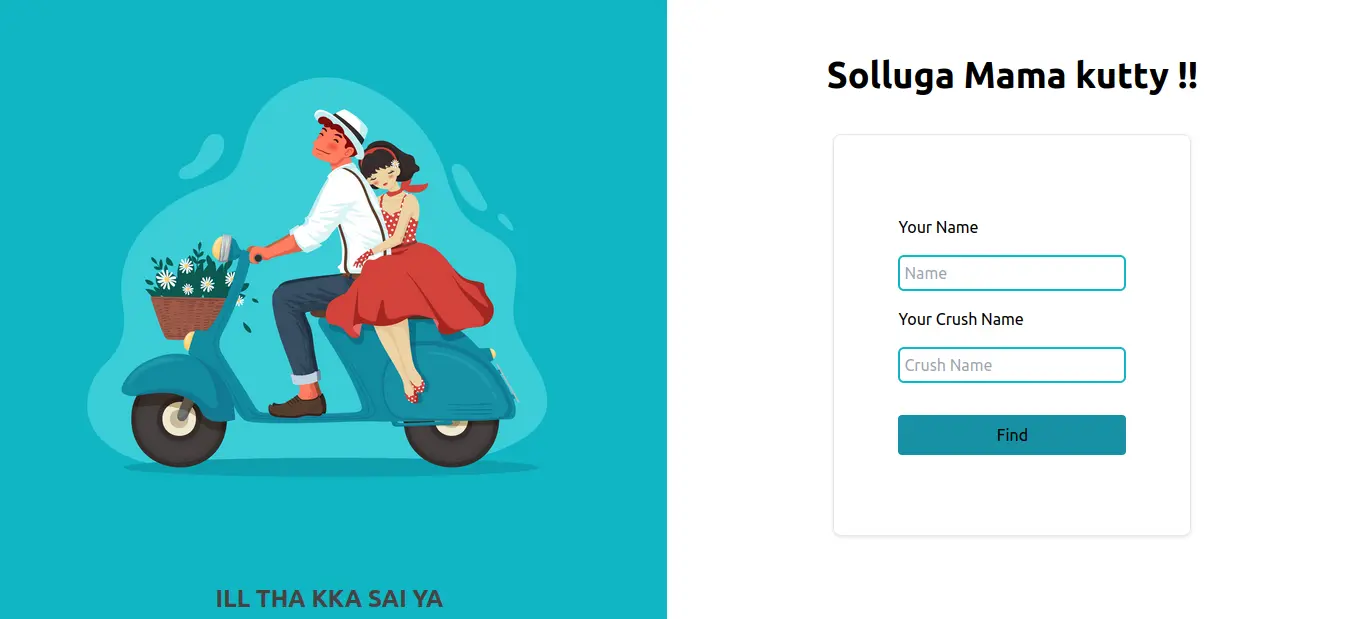 ILL THA KKA SAI YA
Solluga Mama kutty !!
Your Name
Name
Your Crush Name
Crush Name
Find